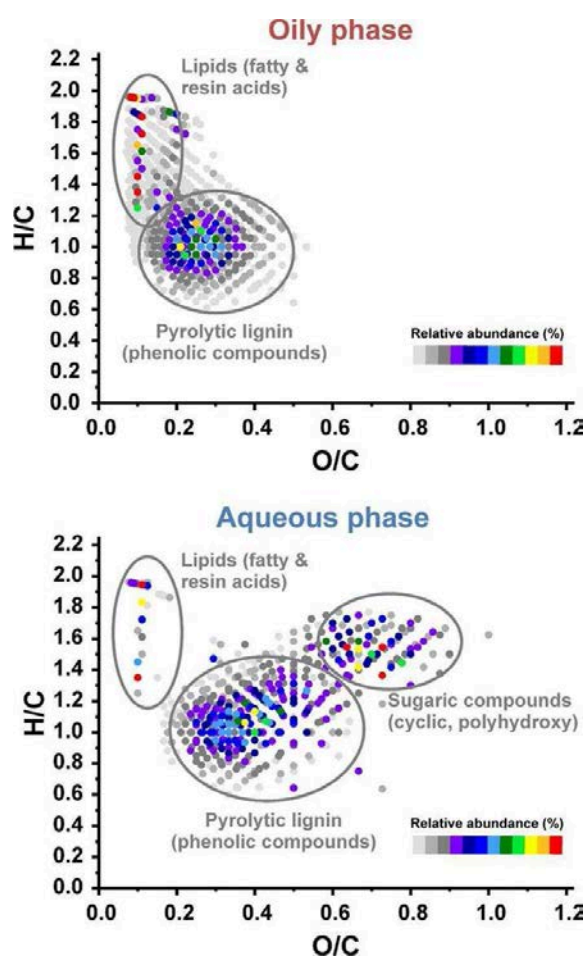 Oily phase
Lipids (fatty &
resin acids)
2.2
2.0
1.8
1.6
1.4
1.2
1.0
0.8
0.6
0.4
0.2
0.0
H/C
Pyrolytic lignin
(phenolic compounds)
Relative abundance (%)
0.0 0.2 0.4 0.6 0.8 1.0 1.2
O/C
Aqueous phase
Lipids (fatty &
resin acids)
2.2
2.0
1.8
1.6
1.4
1.2
1.0
0.8
0.6
0.4
0.2
0.0
H/C
Sugaric compounds
(cyclic, polyhydroxy)
Pyrolytic lignin
(phenolic compounds)
Relative abundance (%)
0.0 0.2 0.4 0.6 0.8 1.0 1.2
O/C